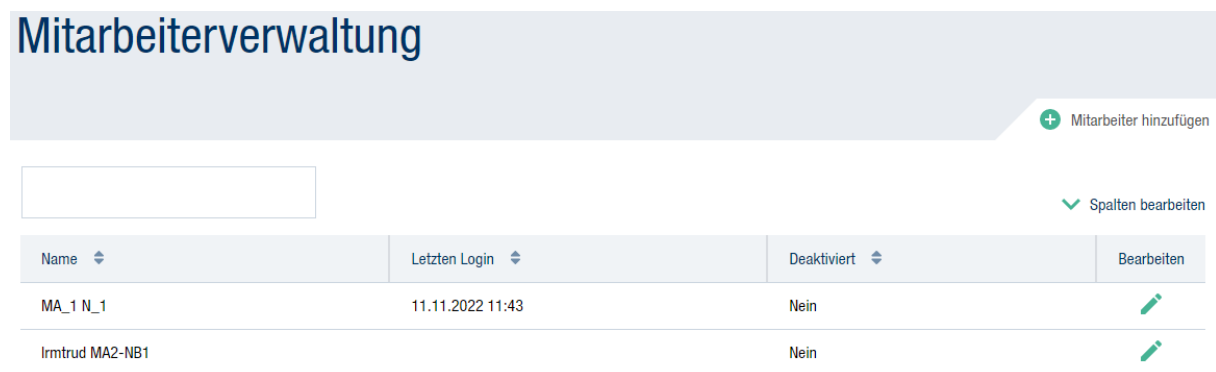 Mitarbeiterverwaltung
Mitarbeiter hinzufügen
Spalten bearbeiten
Name Letzten Login Deaktiviert Bearbeiten
MA_1 N_1 11.11.2022 11:43 Nein
Irmtrud MA2-NB1 Nein